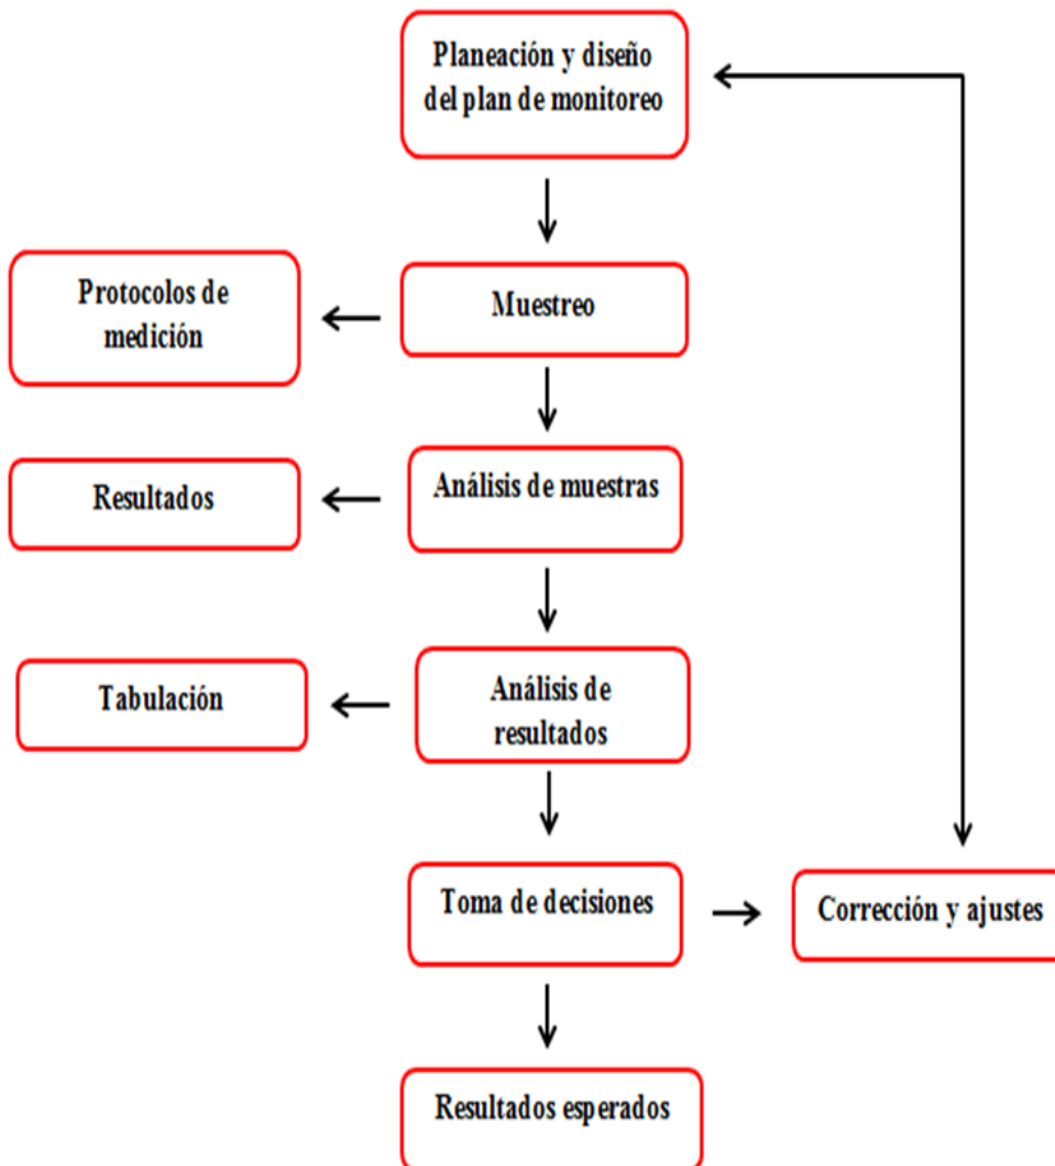 Planeación y diseño
del plan de monitoreo
Protocolos de
medición
Muestreo
Resultados
Análisis de muestras
Tabulación
Análisis de
resultados
Toma de decisiones
Corrección y ajustes
Resultados esperados